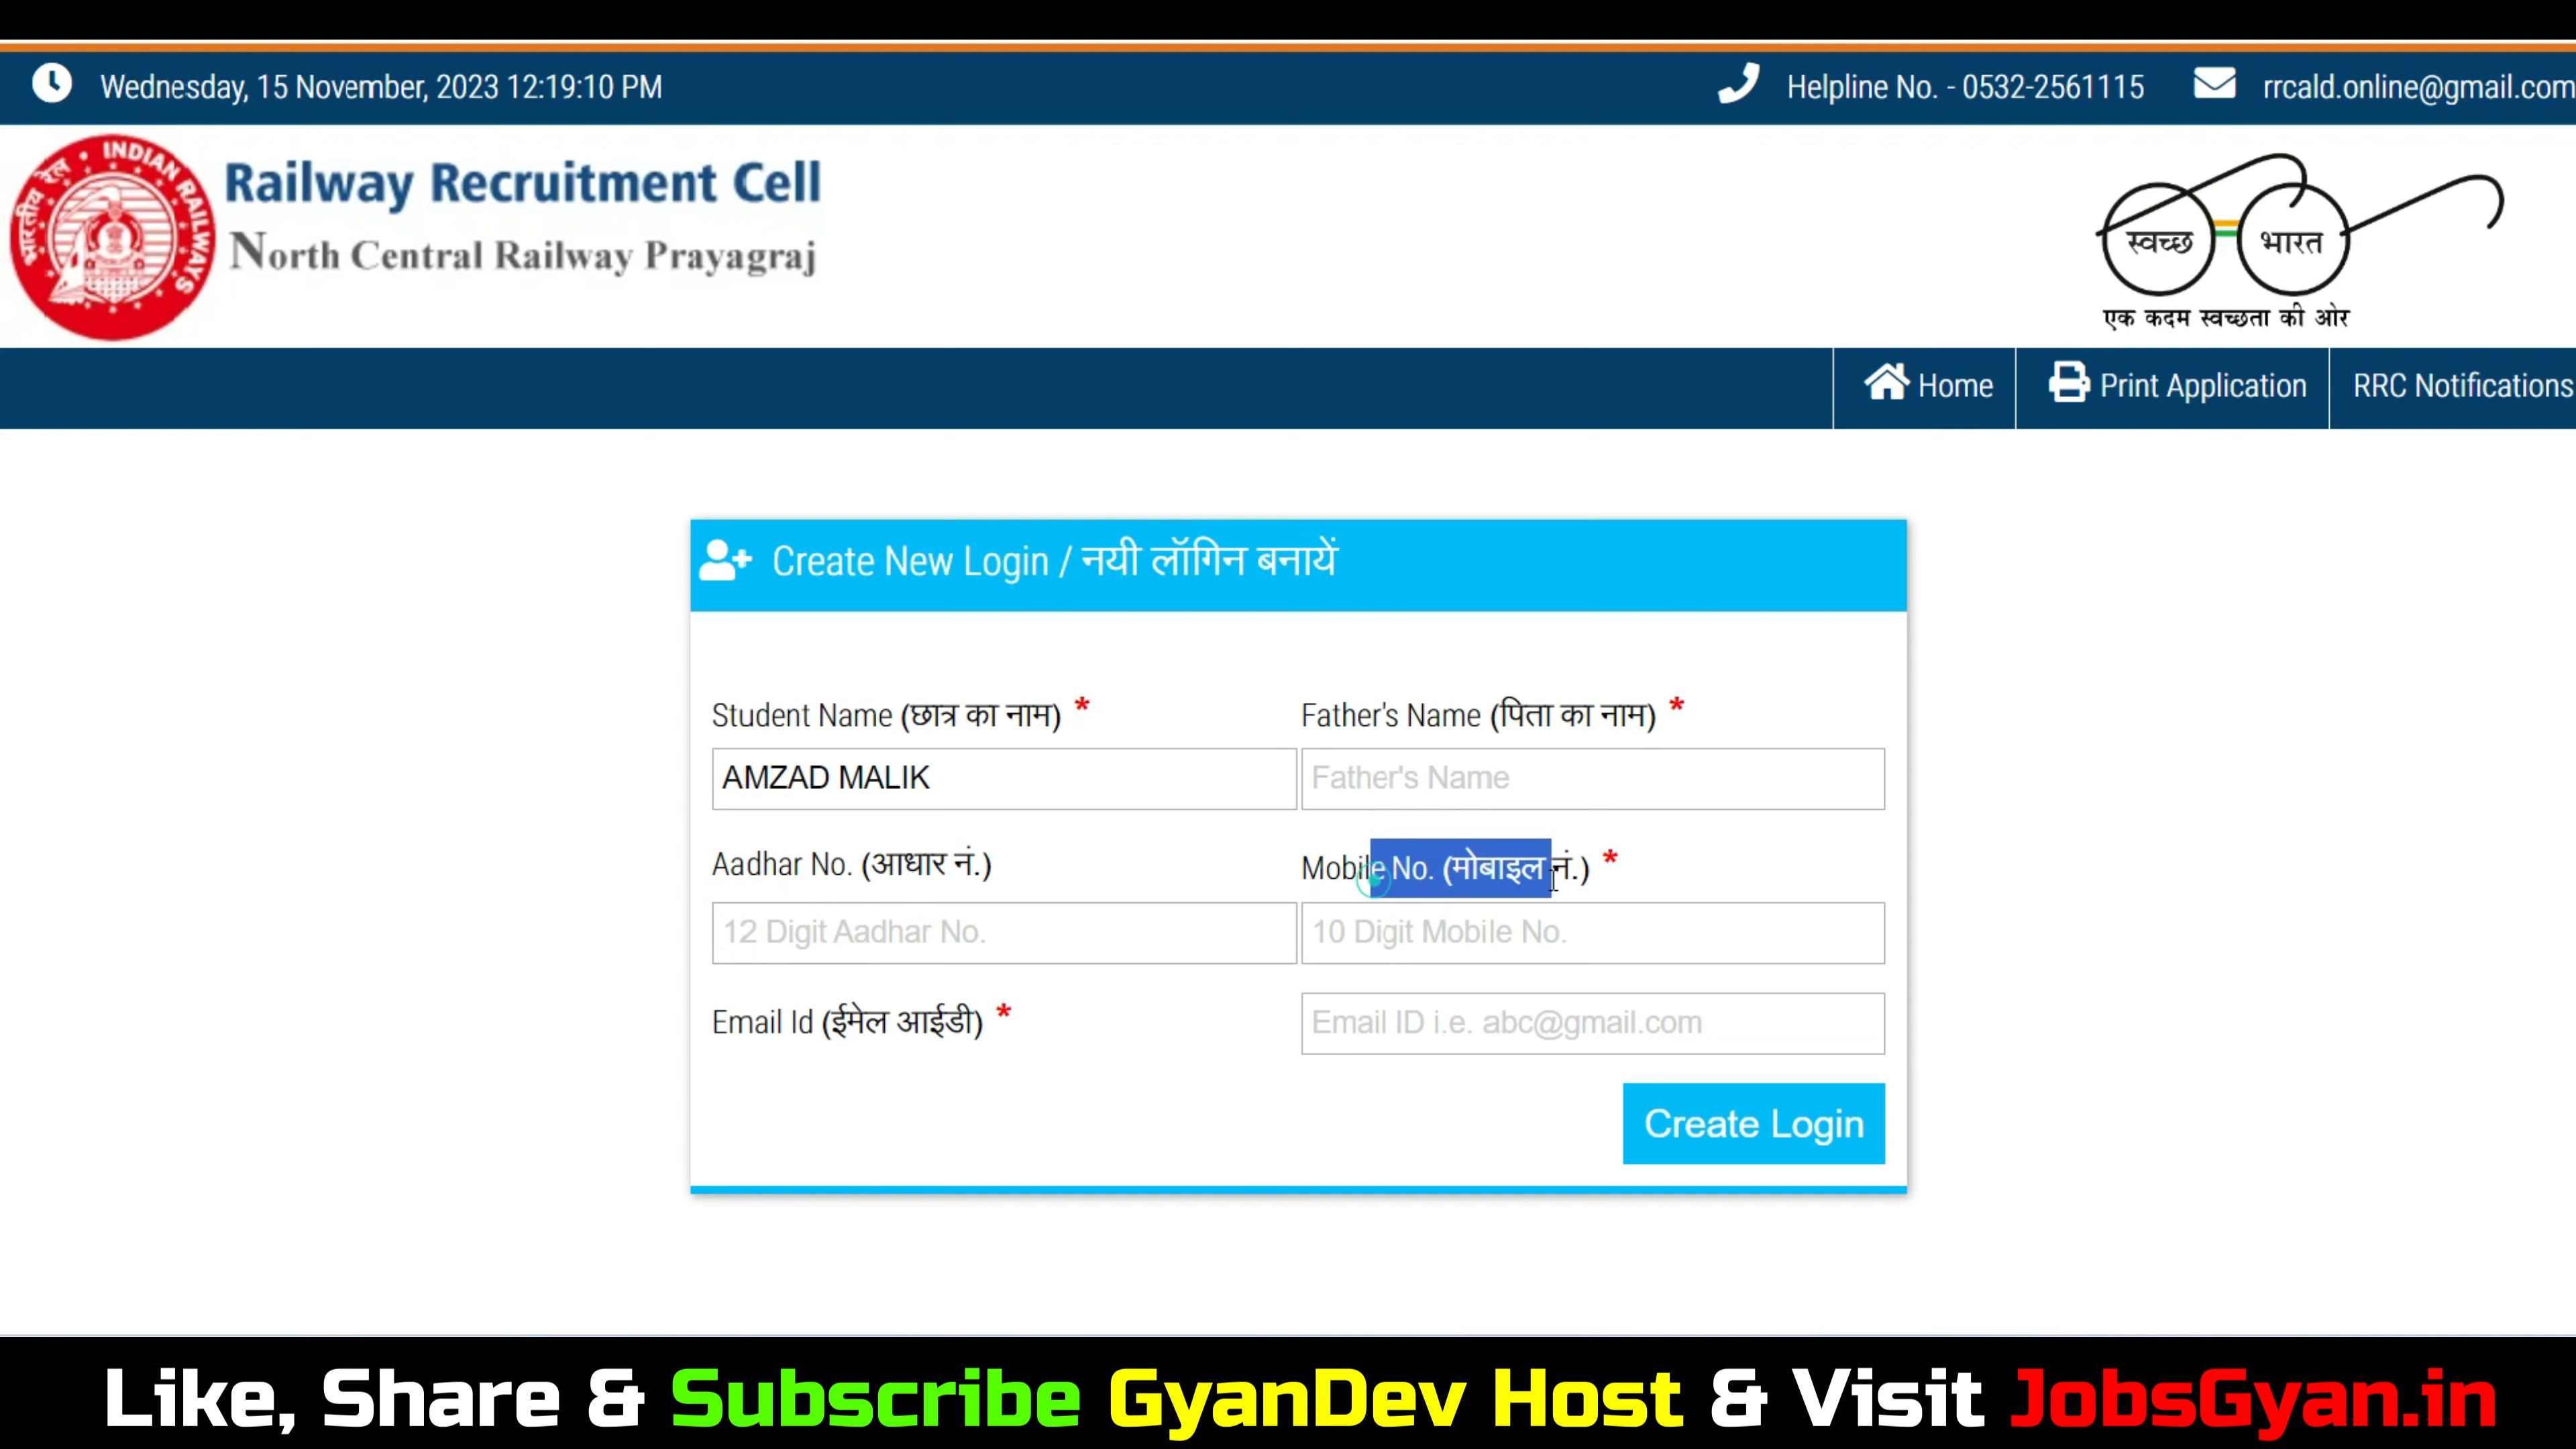 Wednesday, 15 November, 2023 12:19:10 PM
Helpline No. - 0532-2561115
rrcald.online@gmail.com
भारतीय रेल • INDIAN RAILWAYS
Railway Recruitment Cell
North Central Railway Prayagraj
स्वच्छ भारत
एक कदम स्वच्छता की ओर
Home
Print Application
RRC Notifications
Create New Login / नयी लॉगिन बनायें
Student Name (छात्र का नाम) *
Father's Name (पिता का नाम) *
AMZAD MALIK
Father's Name
Aadhar No. (आधार नं.)
Mobile No. (मोबाइल नं.) *
12 Digit Aadhar No.
10 Digit Mobile No.
Email Id (ईमेल आईडी) *
Email ID i.e. abc@gmail.com
Create Login
Like, Share & Subscribe GyanDev Host & Visit JobsGyan.in